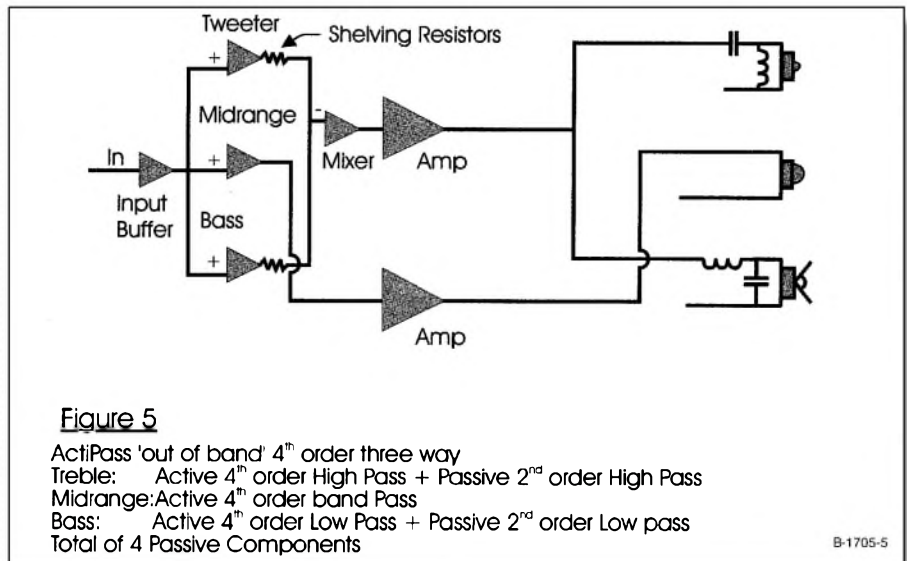 Tweeter
Shelving Resistors
+
Midrange
-
In
+
Mixer
Amp
Input
Buffer
Bass
+
Amp
Figure 5
ActiPass 'out of band' 4th order three way
Treble: Active 4th order High Pass + Passive 2nd order High Pass
Midrange:Active 4th order band Pass
Bass: Active 4th order Low Pass + Passive 2nd order Low pass
Total of 4 Passive Components
B-1705-5